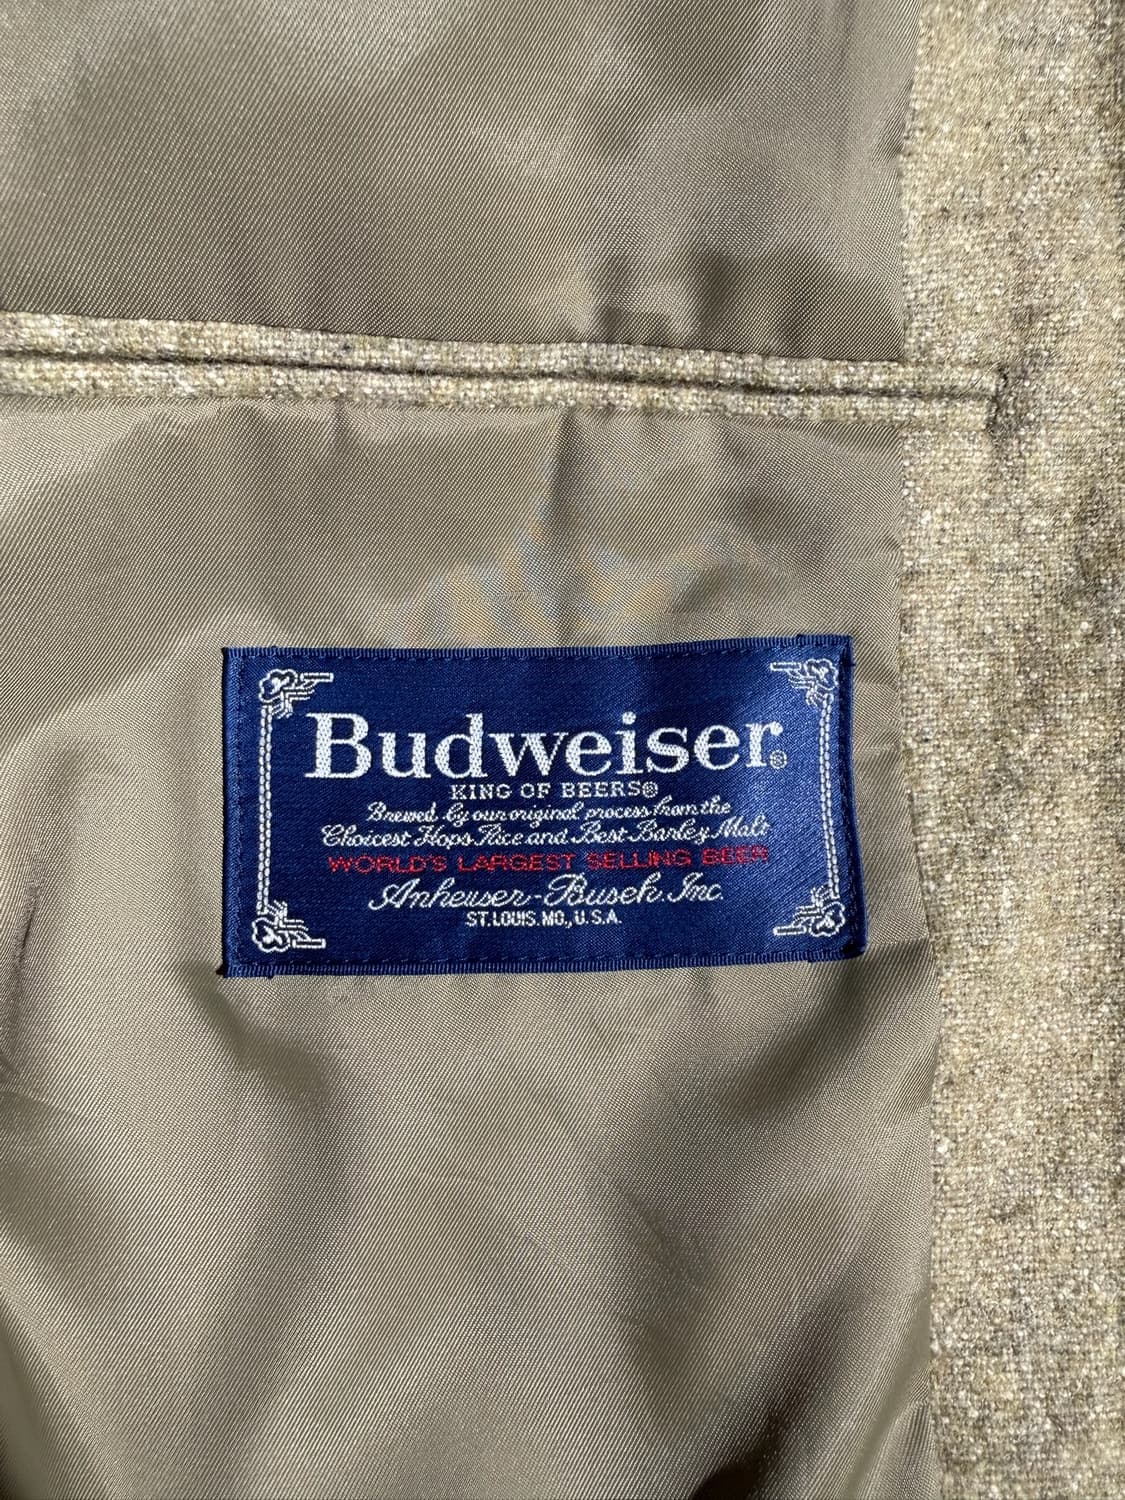 Budweiser®
KING OF BEERS®
Brewed by our original process from the
Choicest Hops Rice and Best Barley Malt
WORLD'S LARGEST SELLING BEER
Anheuser-Busch. Inc.
ST. LOUIS. MO., U.S.A.